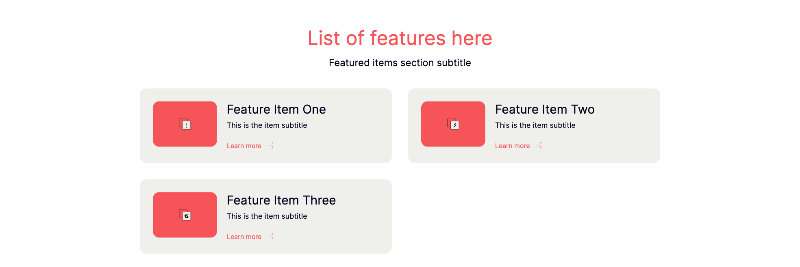 List of features here
Featured items section subtitle
Feature Item One
This is the item subtitle
Learn more
Feature Item Two
This is the item subtitle
Learn more
Feature Item Three
This is the item subtitle
Learn more